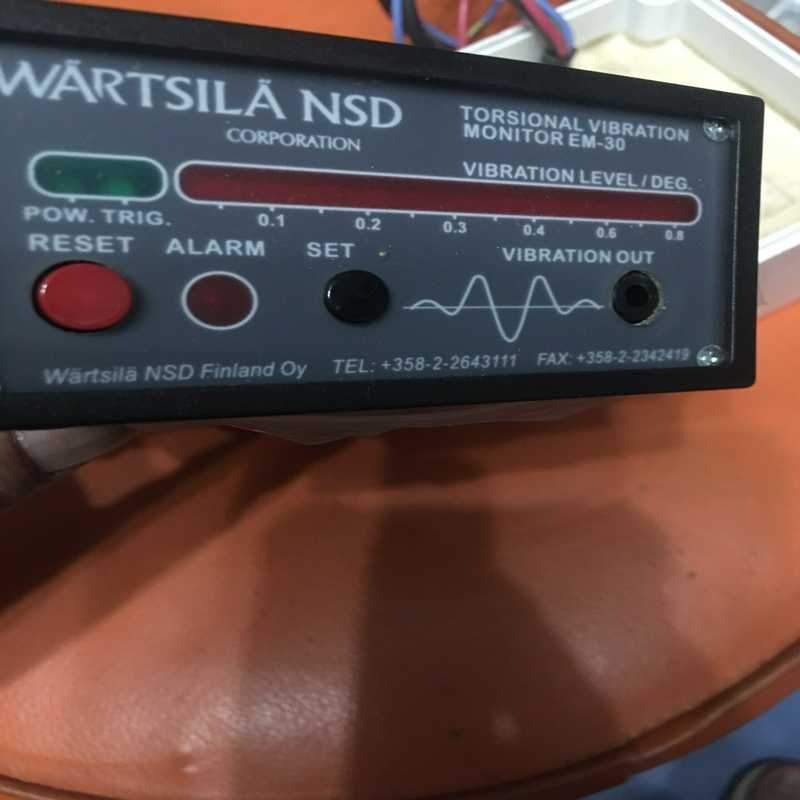 WÄRTSILÄ NSD
CORPORATION
TORSIONAL VIBRATION
MONITOR EM-30
VIBRATION LEVEL / DEG.
0.1 0.2 0.3 0.4 0.6 0.8
POW. TRIG.
RESET ALARM SET VIBRATION OUT
Wärtsilä NSD Finland Oy TEL: +358-2-2643111 FAX: +358-2-2342419